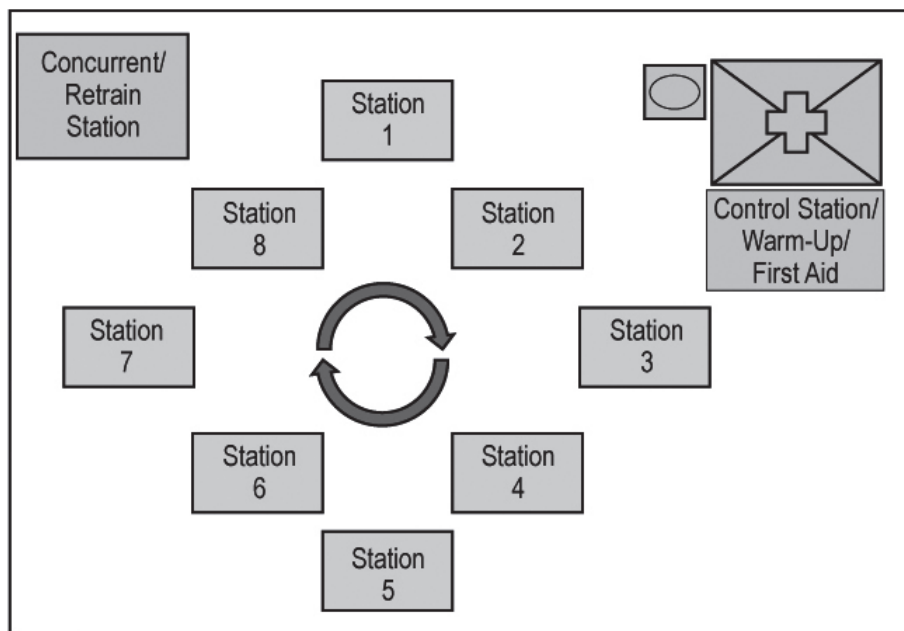 Concurrent/
Retrain
Station
Station
1
Station
8
Station
2
Control Station/
Warm-Up/
First Aid
Station
7
Station
3
Station
6
Station
4
Station
5